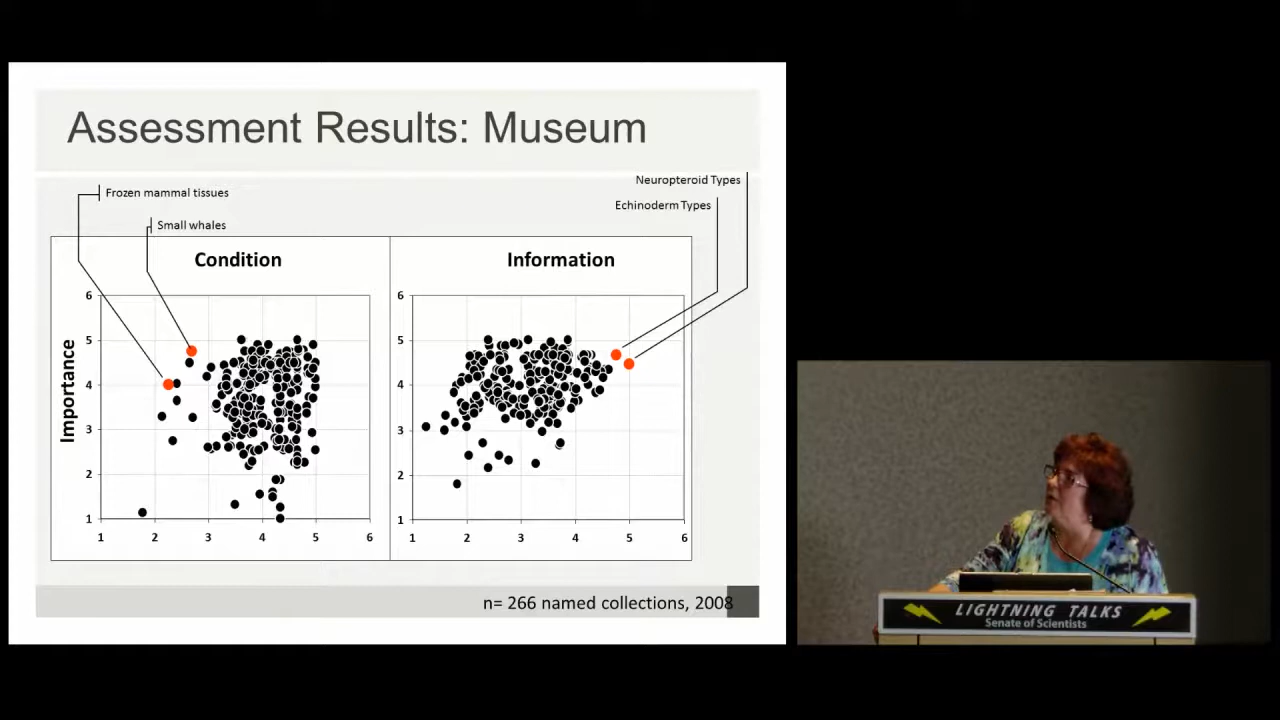 Assessment Results: Museum
Neuropteroid Types
Frozen mammal tissues
Echinoderm Types
Small whales
Condition
Information
Importance
6
5
4
3
2
1
1 2 3 4 5 6
6
5
4
3
2
1
1 2 3 4 5 6
n= 266 named collections, 2008
LIGHTNING TALKS
Senate of Scientists